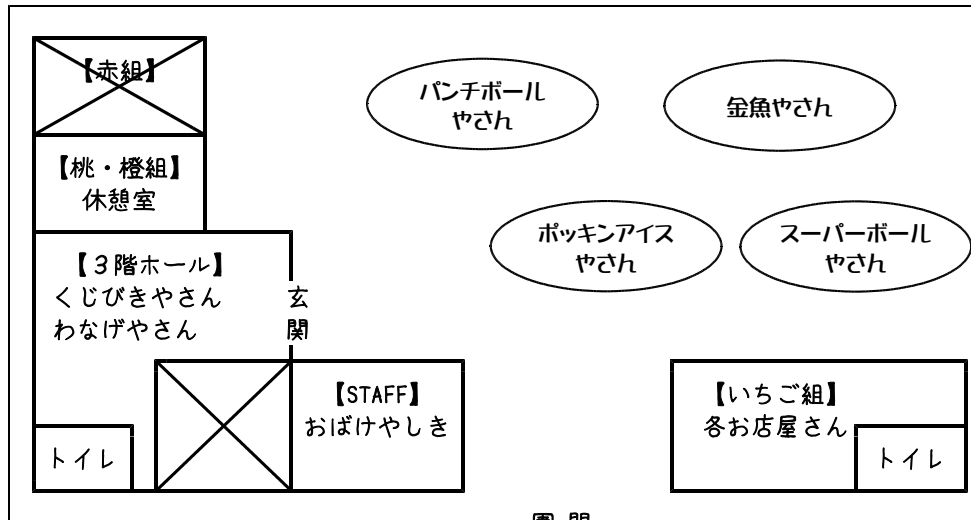 【赤組】
パンチボール
やさん
金魚やさん
【桃・橙組】
休憩室
ポッキンアイス
やさん
スーパーボール
やさん
【３階ホール】
くじびきやさん
わなげやさん
玄
関
【STAFF】
おばけやしき
【いちご組】
各お店屋さん
トイレ
トイレ